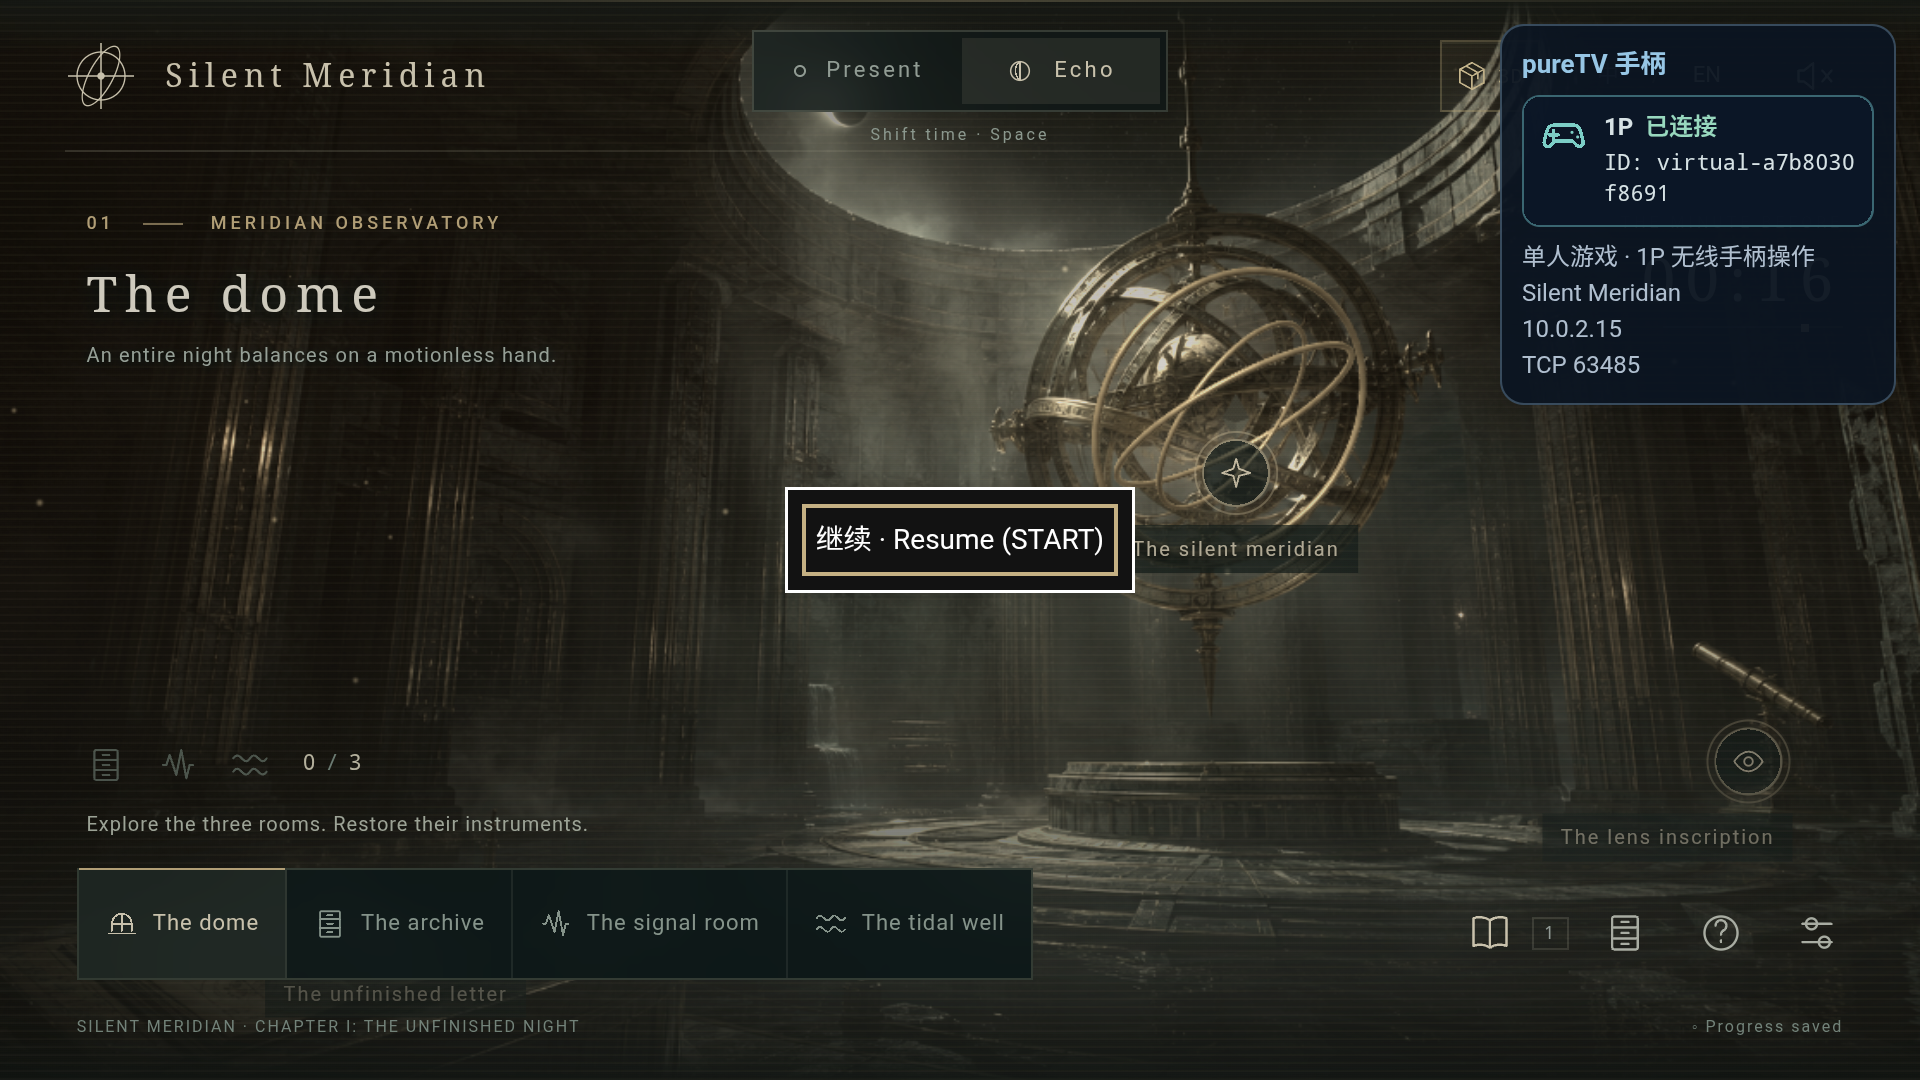 Silent Meridian
Present
Echo
Shift time · Space
EN
pureTV 手柄
1P 已连接
ID: virtual-a7b8030
f8691
单人游戏 · 1P 无线手柄操作
Silent Meridian
10.0.2.15
TCP 63485
01 — MERIDIAN OBSERVATORY
The dome
An entire night balances on a motionless hand.
继续 · Resume (START)
The silent meridian
0 / 3
Explore the three rooms. Restore their instruments.
The lens inscription
The dome
The archive
The signal room
The tidal well
1
The unfinished letter
SILENT MERIDIAN · CHAPTER I: THE UNFINISHED NIGHT
◦ Progress saved